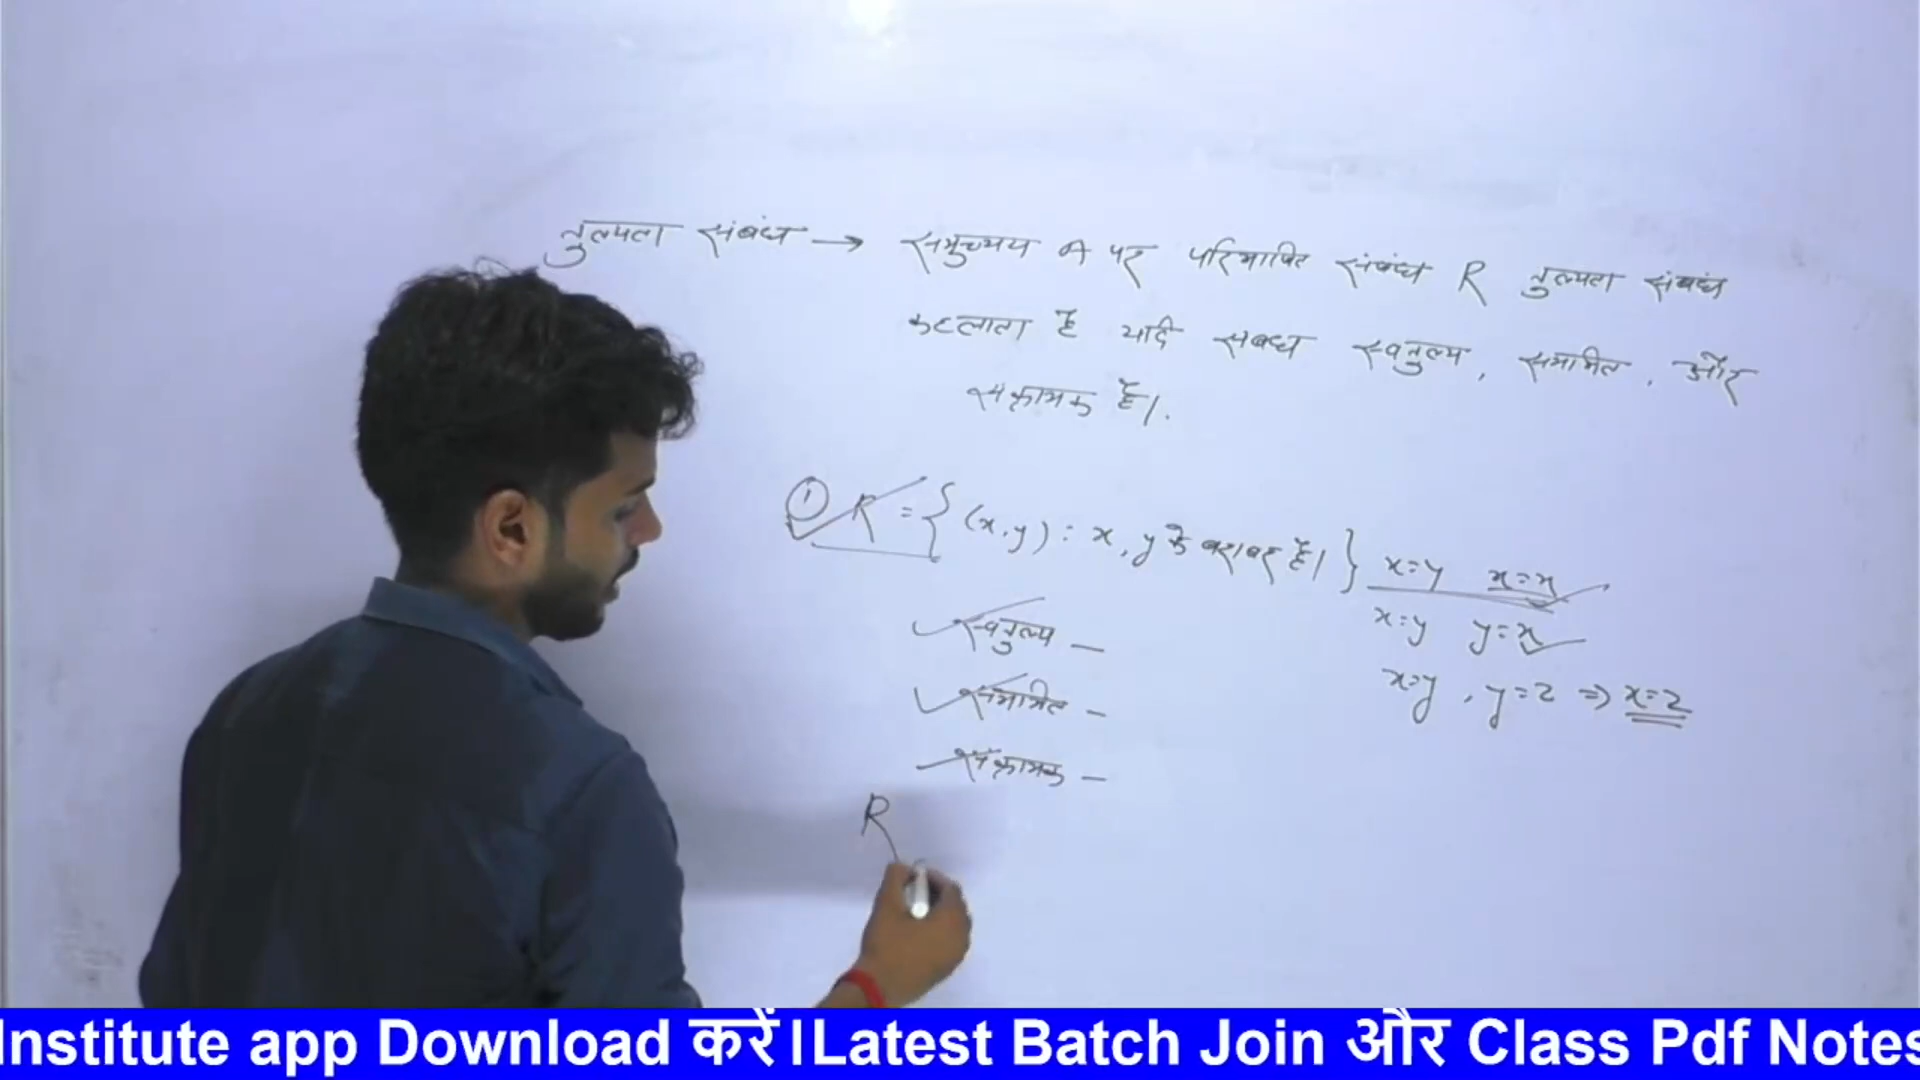 तुल्यता संबंध → समुच्चय A पर परिभाषित संबंध R तुल्यता संबंध
कहलाता है यदि संबंध स्वतुल्य, सममित, और
संक्रामक है।
① R = { (x,y) : x, y के बराबर है। } x=y x=x
x=y y=x
स्वतुल्य –
सममित –
x=y , y=z ⇒ x=z
संक्रामक –
R
Institute app Download करें।Latest Batch Join और Class Pdf Notes